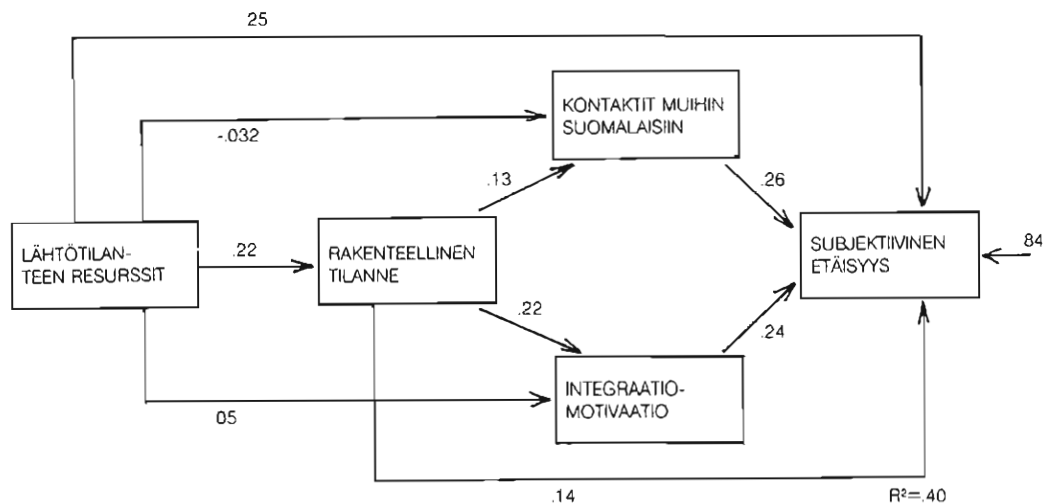 25
KONTAKTIT MUIHIN
SUOMALAISIIN
-.032
.13
.26
LÄHTÖTILAN-
TEEN RESURSSIT
.22
RAKENTEELLINEN
TILANNE
SUBJEKTIIVINEN
ETÄISYYS
84
.22
.24
INTEGRAATIO-
MOTIVAATIO
05
.14
R²=.40